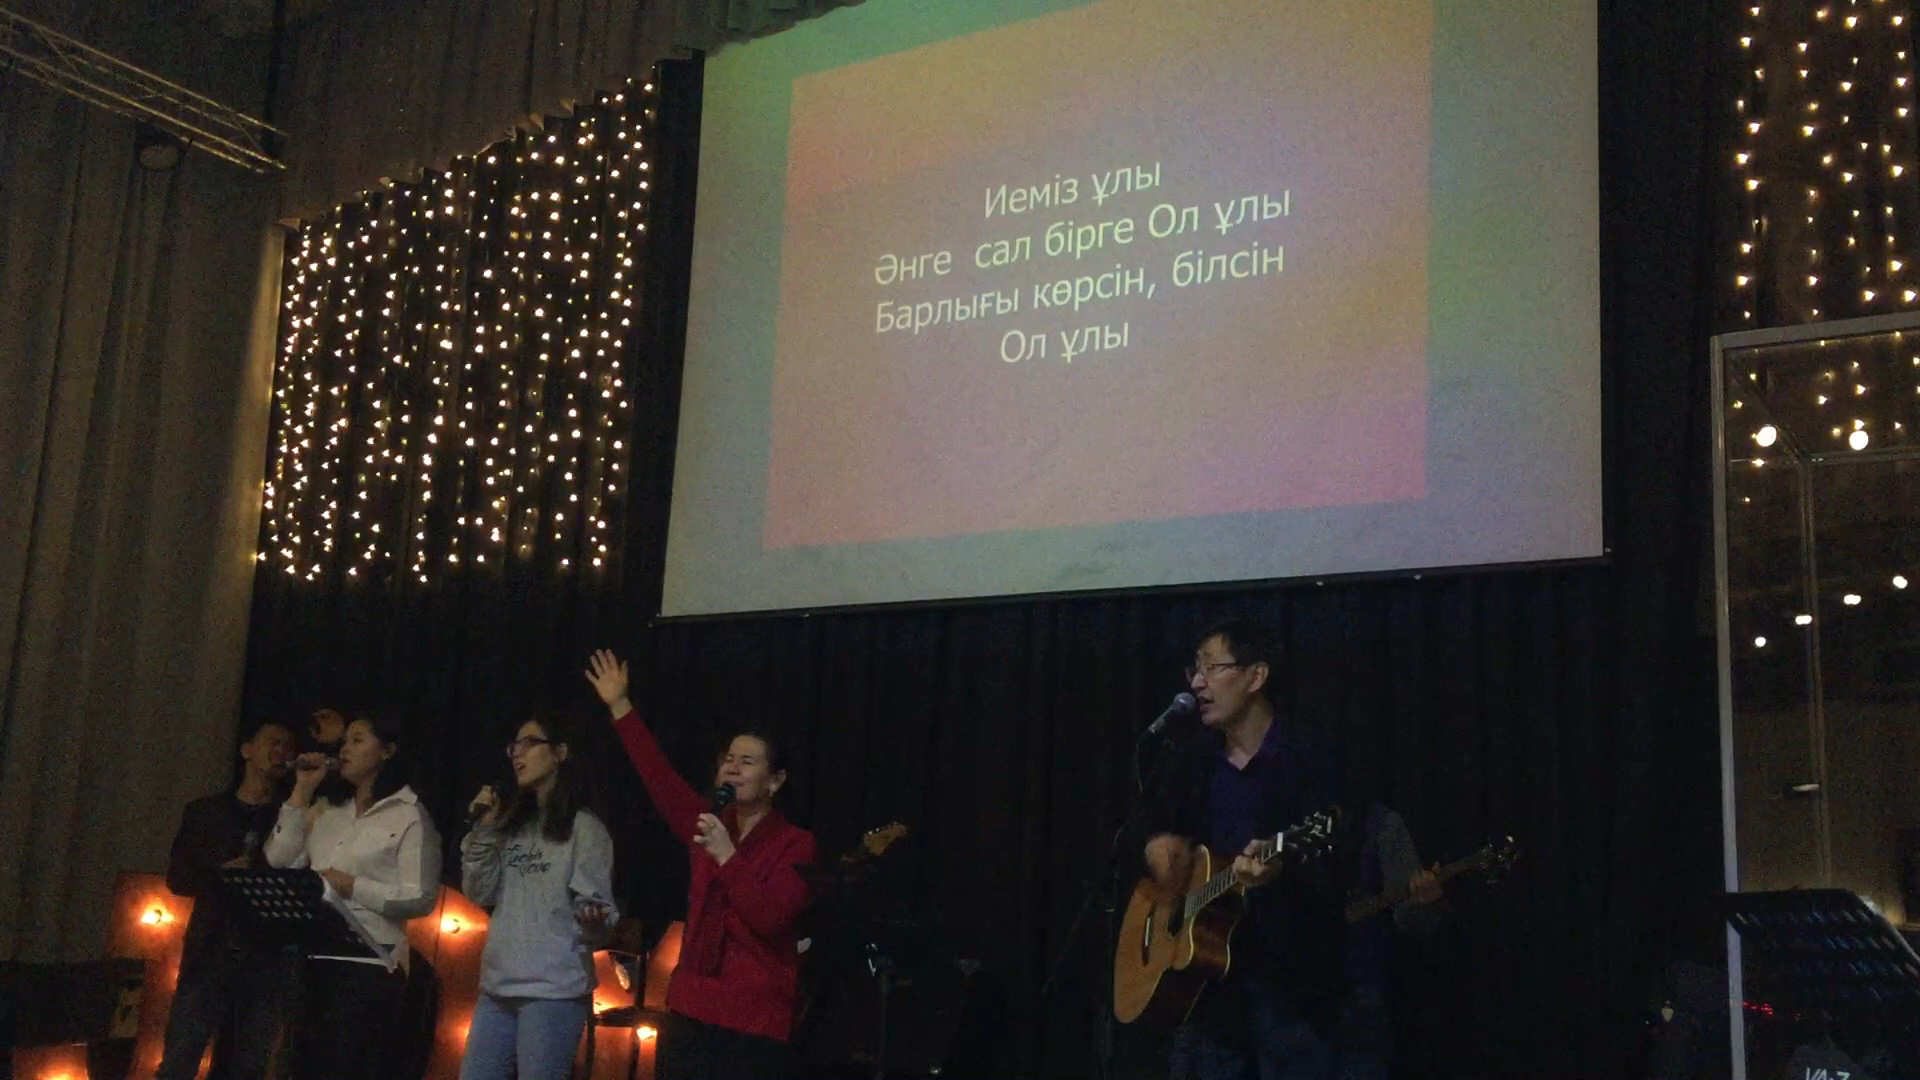 Иеміз ұлы
Әнге сал бірге Ол ұлы
Барлығы көрсін, білсін
Ол ұлы